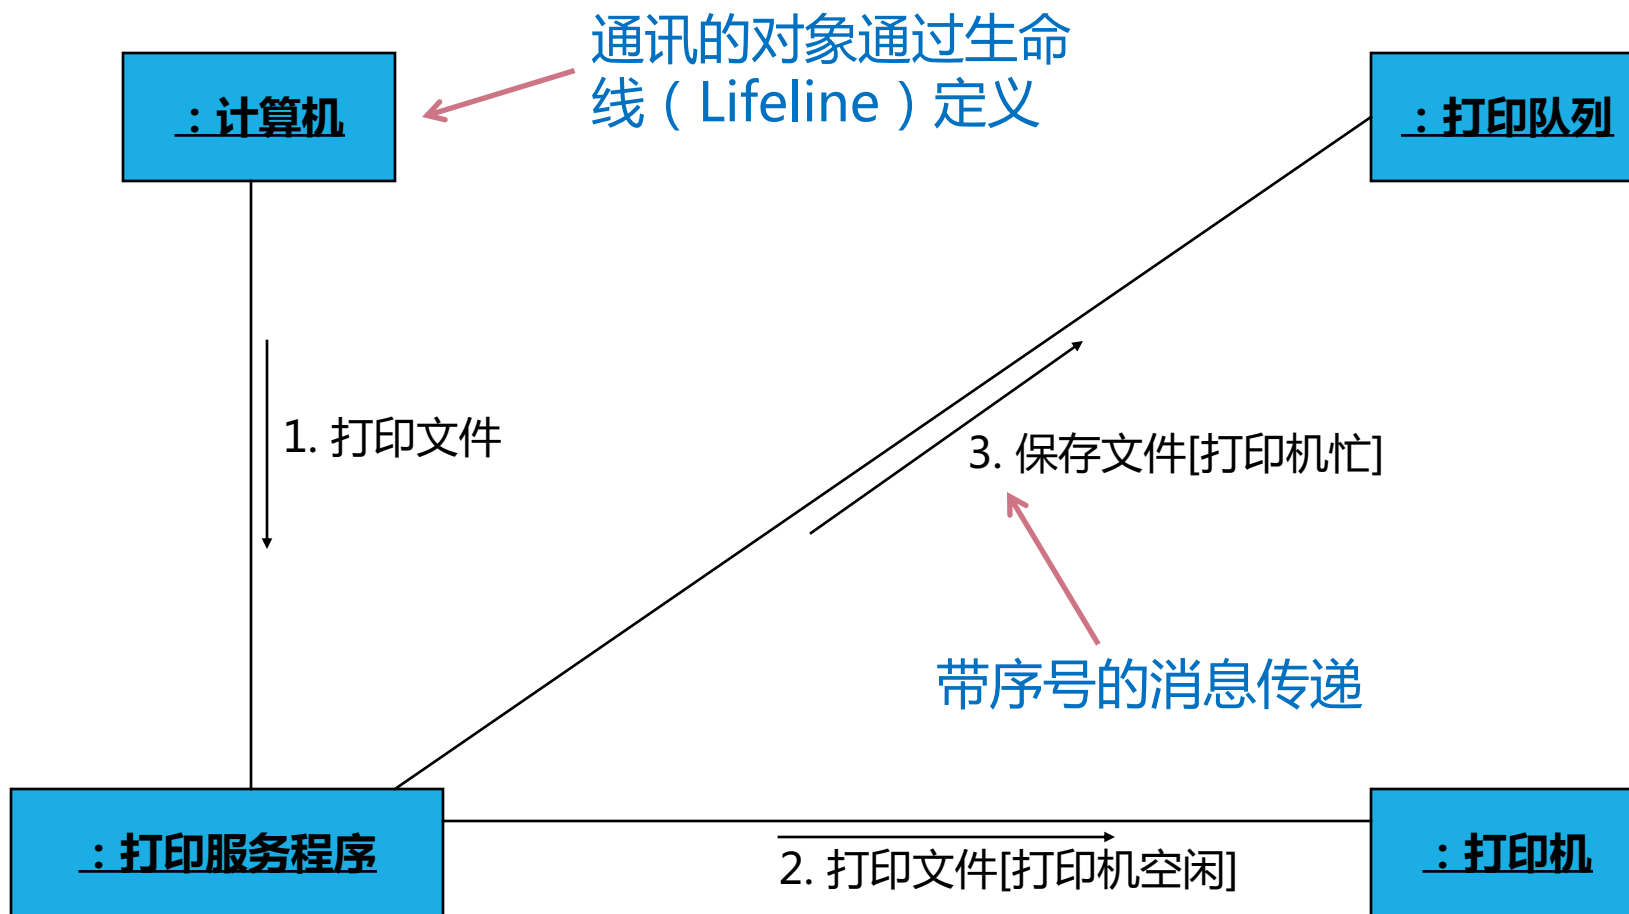 通讯的对象通过生命
线（Lifeline）定义
：计算机
：打印队列
1. 打印文件
3. 保存文件[打印机忙]
带序号的消息传递
：打印服务程序
2. 打印文件[打印机空闲]
：打印机